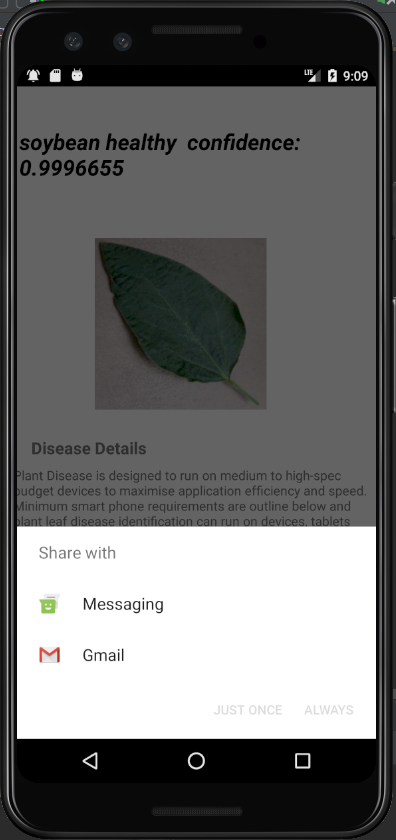 LTE 9:09
soybean healthy confidence:
0.9996655
Disease Details
Plant Disease is designed to run on medium to high-spec
budget devices to maximise application efficiency and speed.
Minimum smart phone requirements are outline below and
plant leaf disease identification can run on devices, tablets
Share with
Messaging
Gmail
JUST ONCE ALWAYS